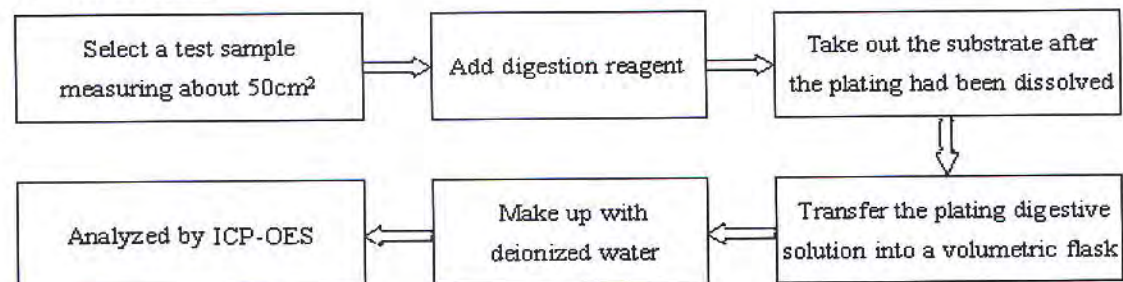 Select a test sample
measuring about 50cm²
Add digestion reagent
Take out the substrate after
the plating had been dissolved
Transfer the plating digestive
solution into a volumetric flask
Make up with
deionized water
Analyzed by ICP-OES